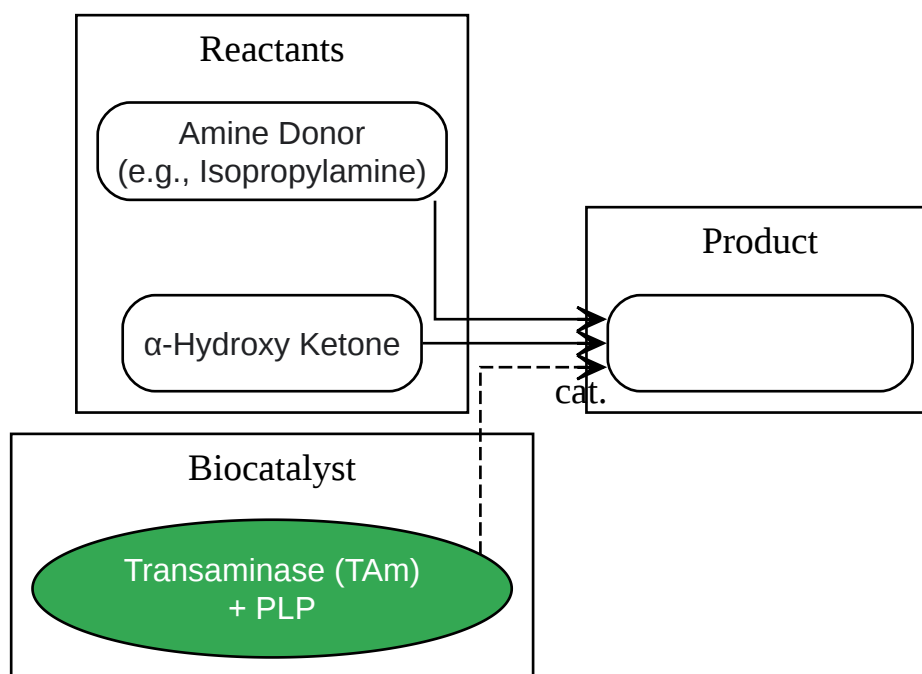 Reactants
Amine Donor
(e.g., Isopropylamine)
α-Hydroxy Ketone
Product
cat.
Biocatalyst
Transaminase (TAm)
+ PLP